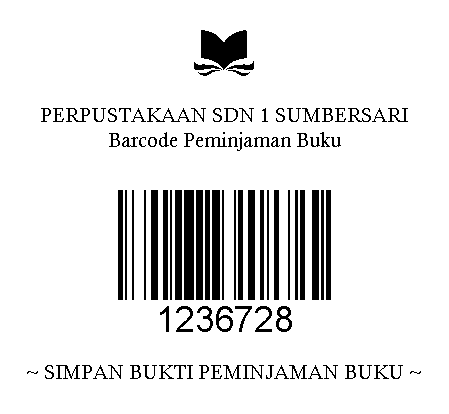 PERPUSTAKAAN SDN 1 SUMBERSARI
Barcode Peminjaman Buku
1236728
~ SIMPAN BUKTI PEMINJAMAN BUKU ~